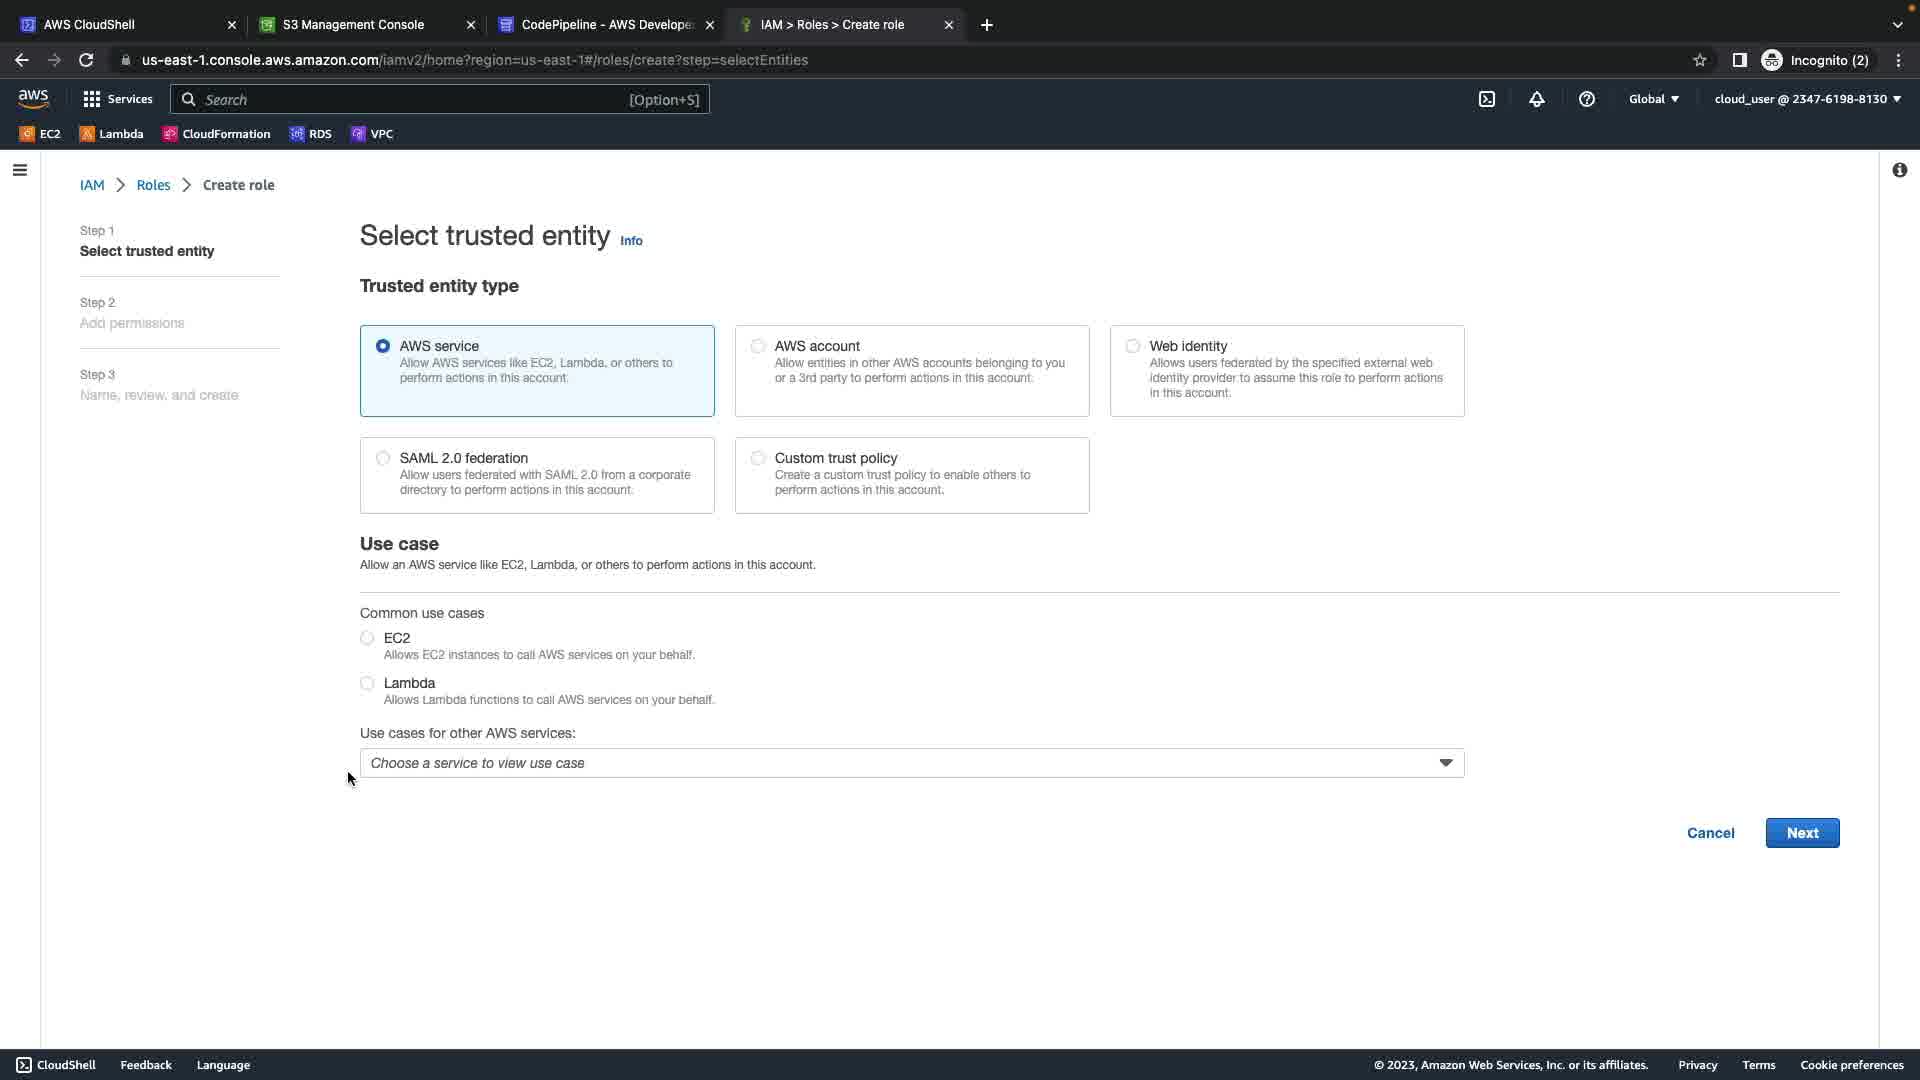 AWS CloudShell
S3 Management Console
CodePipeline - AWS Develope
IAM > Roles > Create role
us-east-1.console.aws.amazon.com/iamv2/home?region=us-east-1#/roles/create?step=selectEntities
Incognito (2)
aws
Services
Search
[Option+S]
Global
cloud_user @ 2347-6198-8130
EC2
Lambda
CloudFormation
RDS
VPC
IAM
Roles
Create role
Step 1
Select trusted entity
Step 2
Add permissions
Step 3
Name, review, and create
Select trusted entity Info
Trusted entity type
AWS service
Allow AWS services like EC2, Lambda, or others to
perform actions in this account.
AWS account
Allow entities in other AWS accounts belonging to you
or a 3rd party to perform actions in this account.
Web identity
Allows users federated by the specified external web
identity provider to assume this role to perform actions
in this account.
SAML 2.0 federation
Allow users federated with SAML 2.0 from a corporate
directory to perform actions in this account.
Custom trust policy
Create a custom trust policy to enable others to
perform actions in this account.
Use case
Allow an AWS service like EC2, Lambda, or others to perform actions in this account.
Common use cases
EC2
Allows EC2 instances to call AWS services on your behalf.
Lambda
Allows Lambda functions to call AWS services on your behalf.
Use cases for other AWS services:
Choose a service to view use case
Cancel
Next
CloudShell
Feedback
Language
© 2023, Amazon Web Services, Inc. or its affiliates.
Privacy
Terms
Cookie preferences